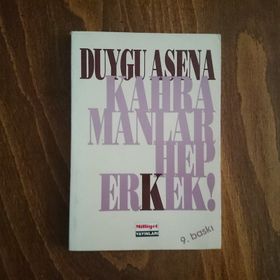 DUYGU ASENA
KAHRA
MANLAR
HEP
ERKEK!
Milliyet
YAYINLARI
9. baskı